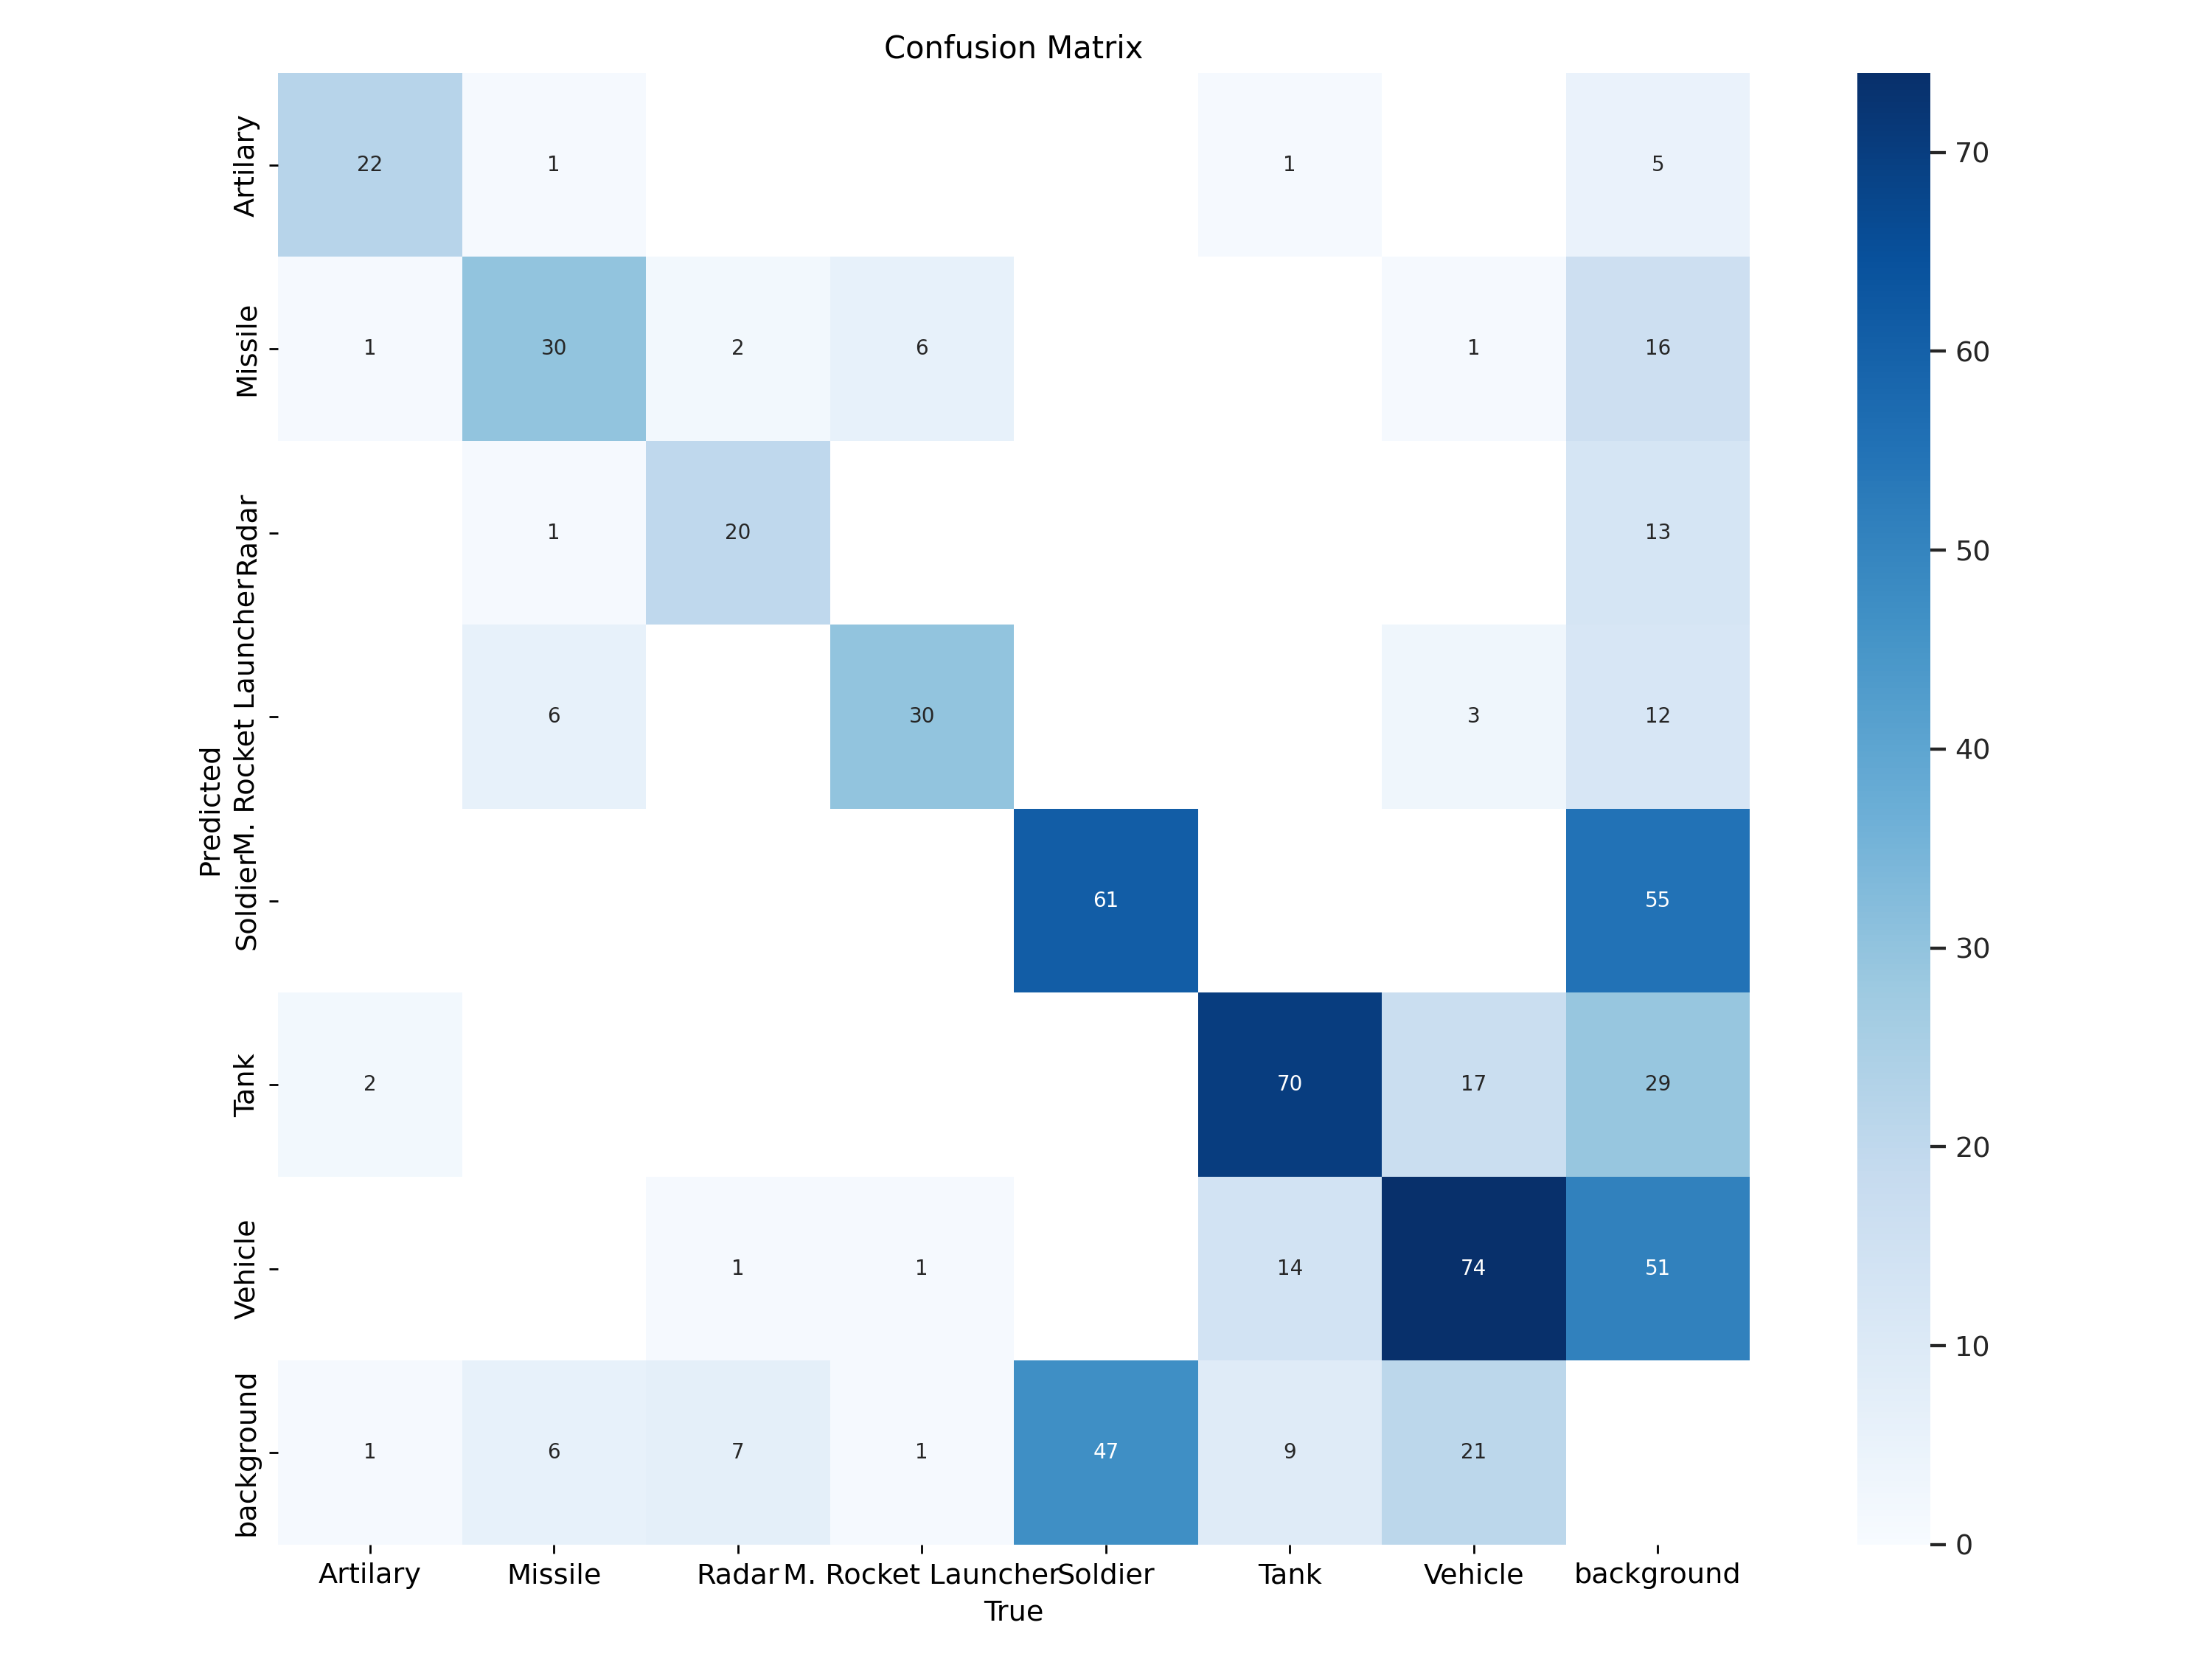 Confusion Matrix
Artilary
22 1 1 5
70
Missile
1 30 2 6 1 16
60
Radar
1 20 13
50
M. Rocket Launcher
6 30 3 12
40
Predicted
Soldier
61 55
30
Tank
2 70 17 29
20
Vehicle
1 1 14 74 51
10
background
1 6 7 1 47 9 21
0
Artilary Missile Radar M. Rocket Launcher Soldier Tank Vehicle background
True